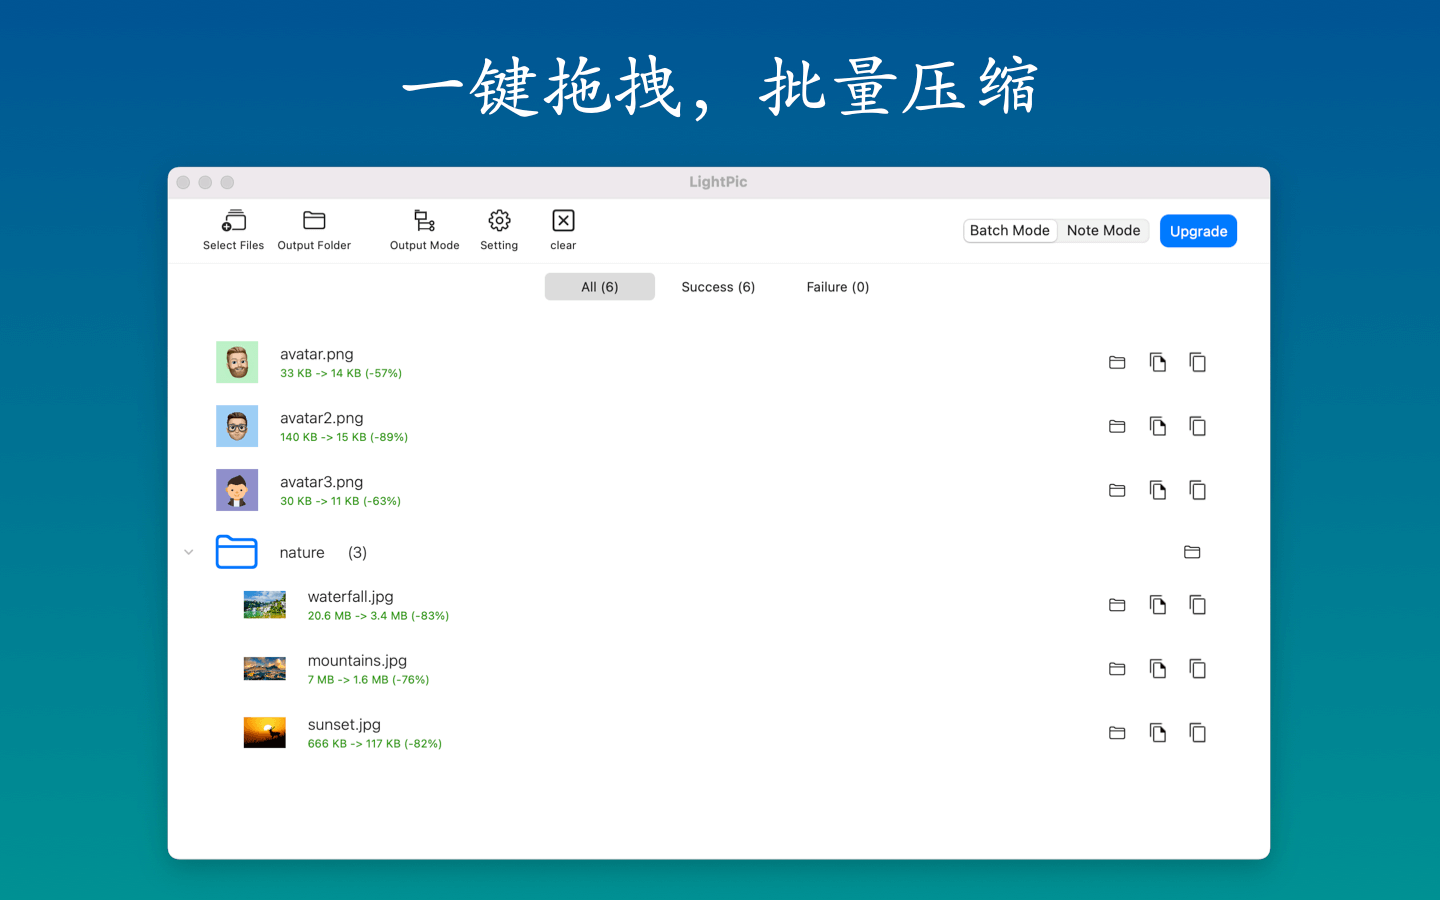 一键拖拽，批量压缩
LightPic
Select Files Output Folder Output Mode Setting clear Batch Mode Note Mode Upgrade
All (6) Success (6) Failure (0)
avatar.png
33 KB -> 14 KB (-57%)
avatar2.png
140 KB -> 15 KB (-89%)
avatar3.png
30 KB -> 11 KB (-63%)
nature (3)
waterfall.jpg
20.6 MB -> 3.4 MB (-83%)
mountains.jpg
7 MB -> 1.6 MB (-76%)
sunset.jpg
666 KB -> 117 KB (-82%)